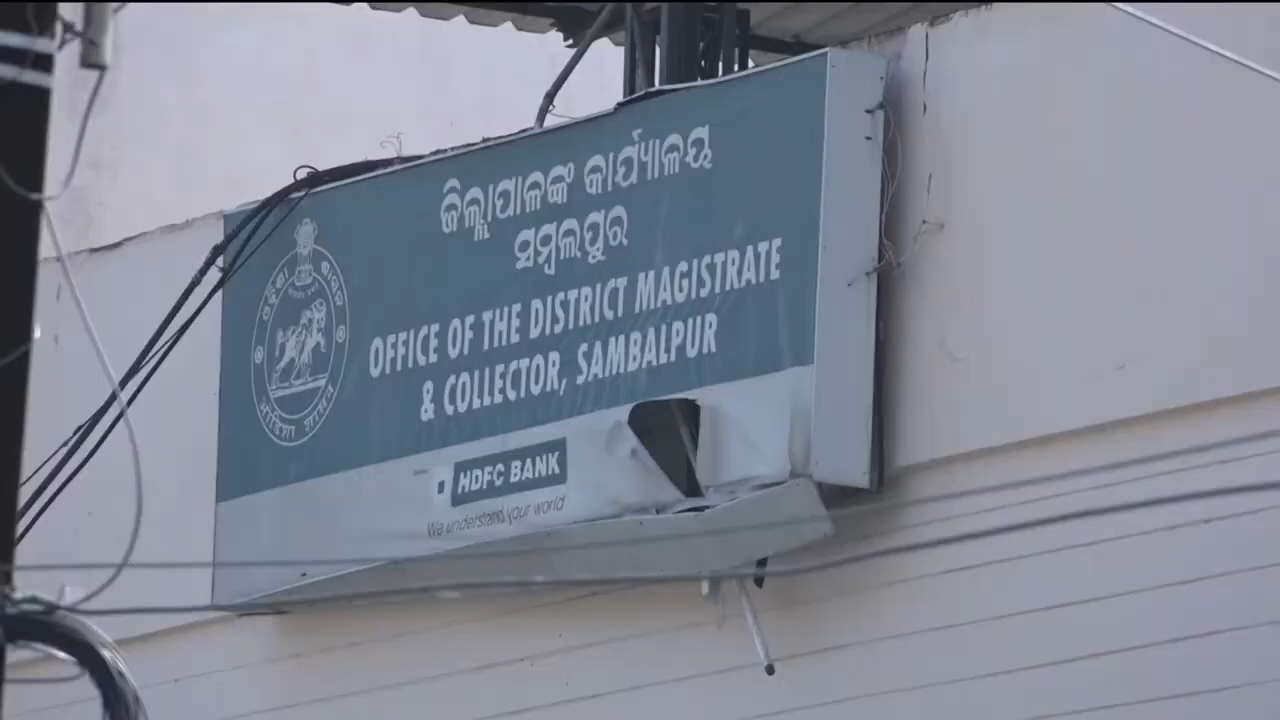 ଜିଲ୍ଲାପାଳଙ୍କ କାର୍ଯ୍ୟାଳୟ
ସମ୍ବଲପୁର
OFFICE OF THE DISTRICT MAGISTRATE
& COLLECTOR, SAMBALPUR
HDFC BANK
We understand your world